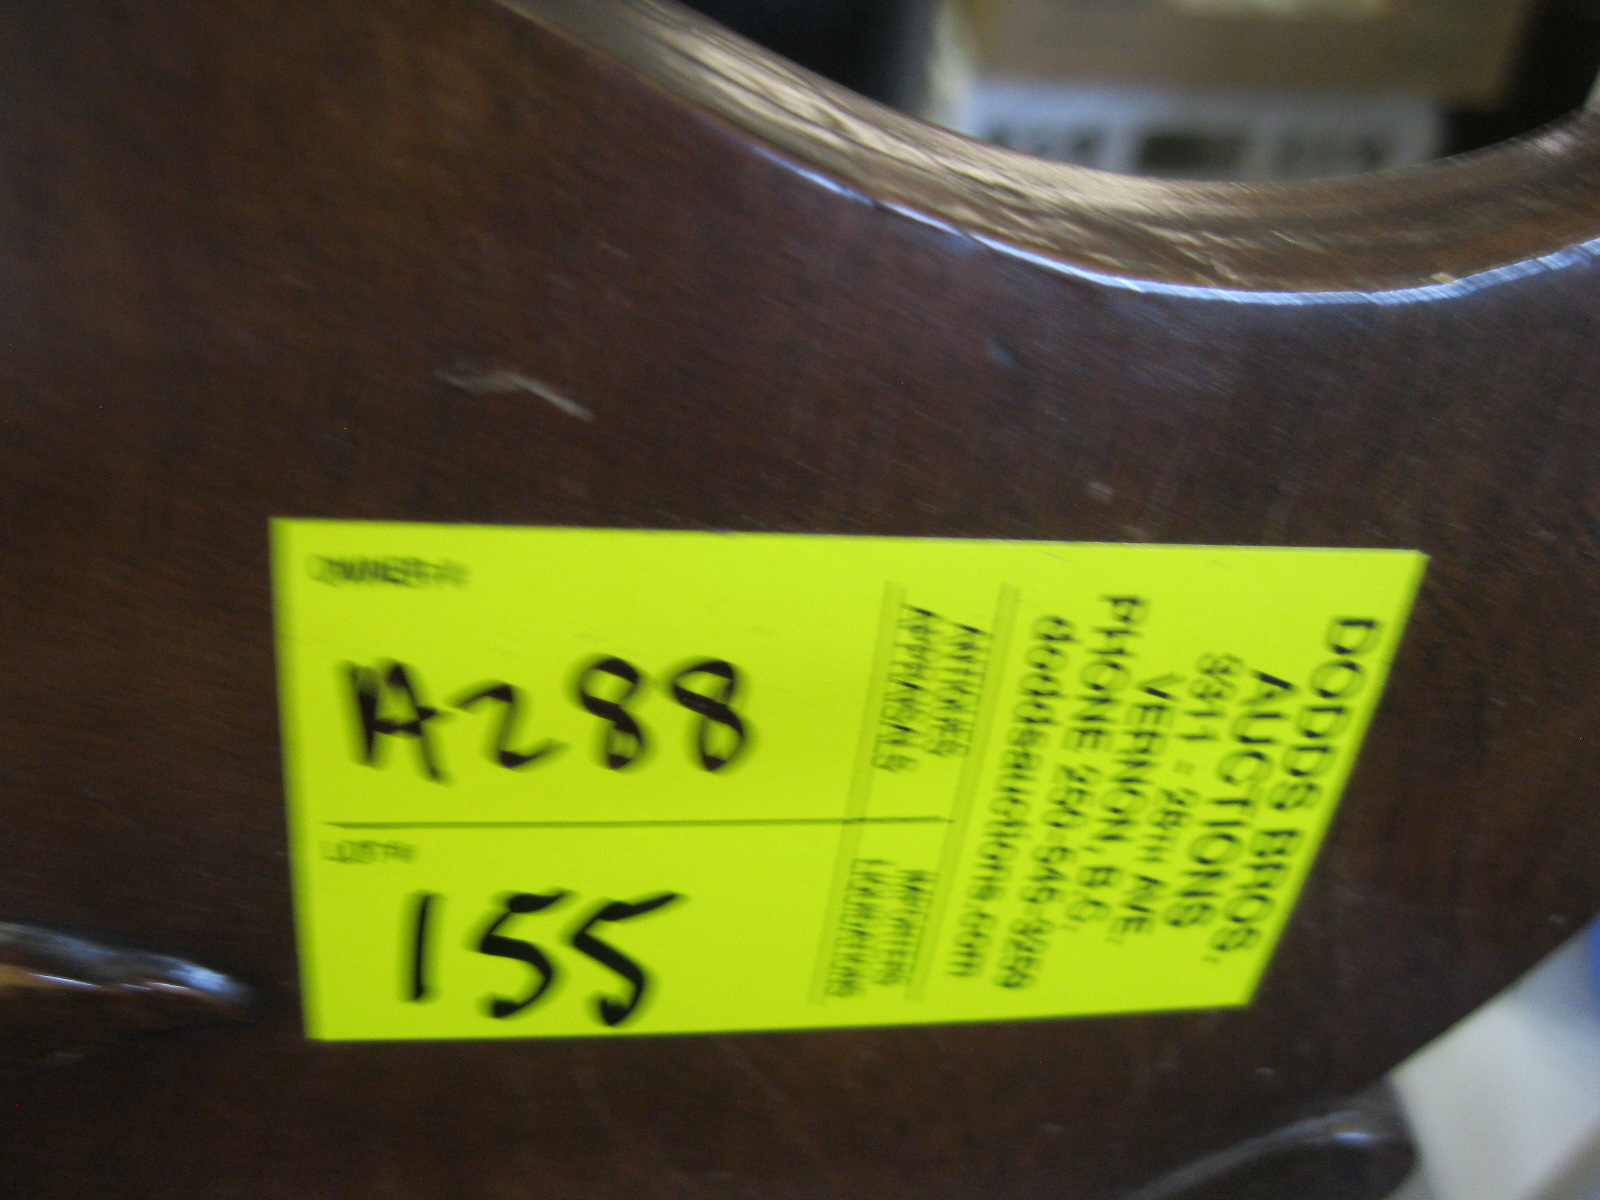 OWNER #
A288
LOT #
155
DODDS BROS.
AUCTIONS
3311 - 28TH AVE.
VERNON, B.C.
PHONE 250-545-3259
doddsauctions.com
ANTIQUES
APPRAISALS
ANTIQUES
LIQUIDATIONS